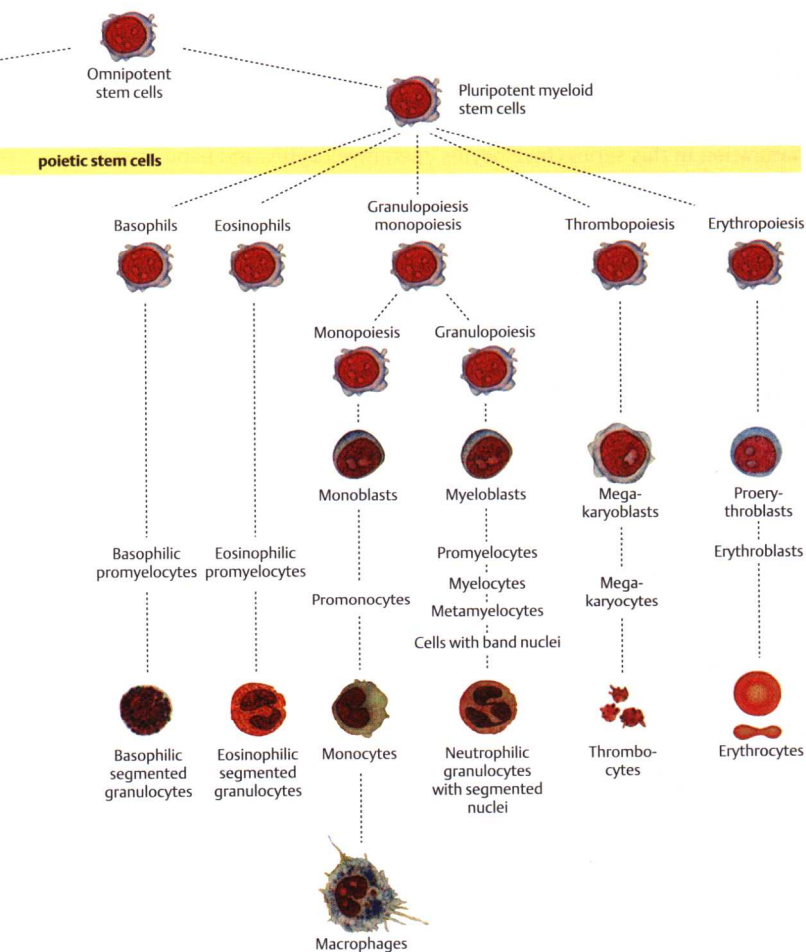 Omnipotent
stem cells
Pluripotent myeloid
stem cells
poietic stem cells
Basophils
Eosinophils
Granulopoiesis
monopoiesis
Thrombopoiesis
Erythropoiesis
Monopoiesis
Granulopoiesis
Monoblasts
Myeloblasts
Mega-
karyoblasts
Proery-
throblasts
Basophilic
promyelocytes
Eosinophilic
promyelocytes
Promonocytes
Promyelocytes
Myelocytes
Metamyelocytes
Cells with band nuclei
Mega-
karyocytes
Erythroblasts
Basophilic
segmented
granulocytes
Eosinophilic
segmented
granulocytes
Monocytes
Neutrophilic
granulocytes
with segmented
nuclei
Thrombo-
cytes
Erythrocytes
Macrophages